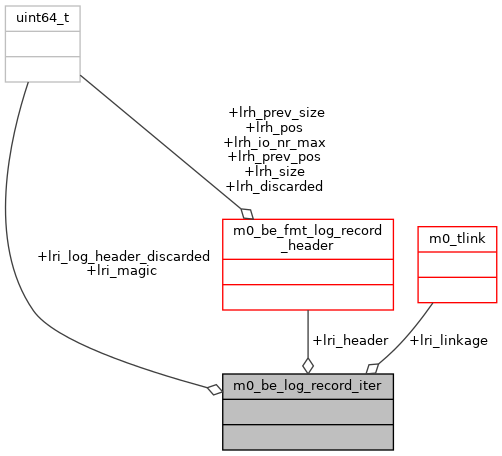 uint64_t
+lrh_prev_size
+lrh_pos
+lrh_io_nr_max
+lrh_prev_pos
+lrh_size
+lrh_discarded
m0_be_fmt_log_record
_header
m0_tlink
+lri_log_header_discarded
+lri_magic
+lri_header
+lri_linkage
m0_be_log_record_iter